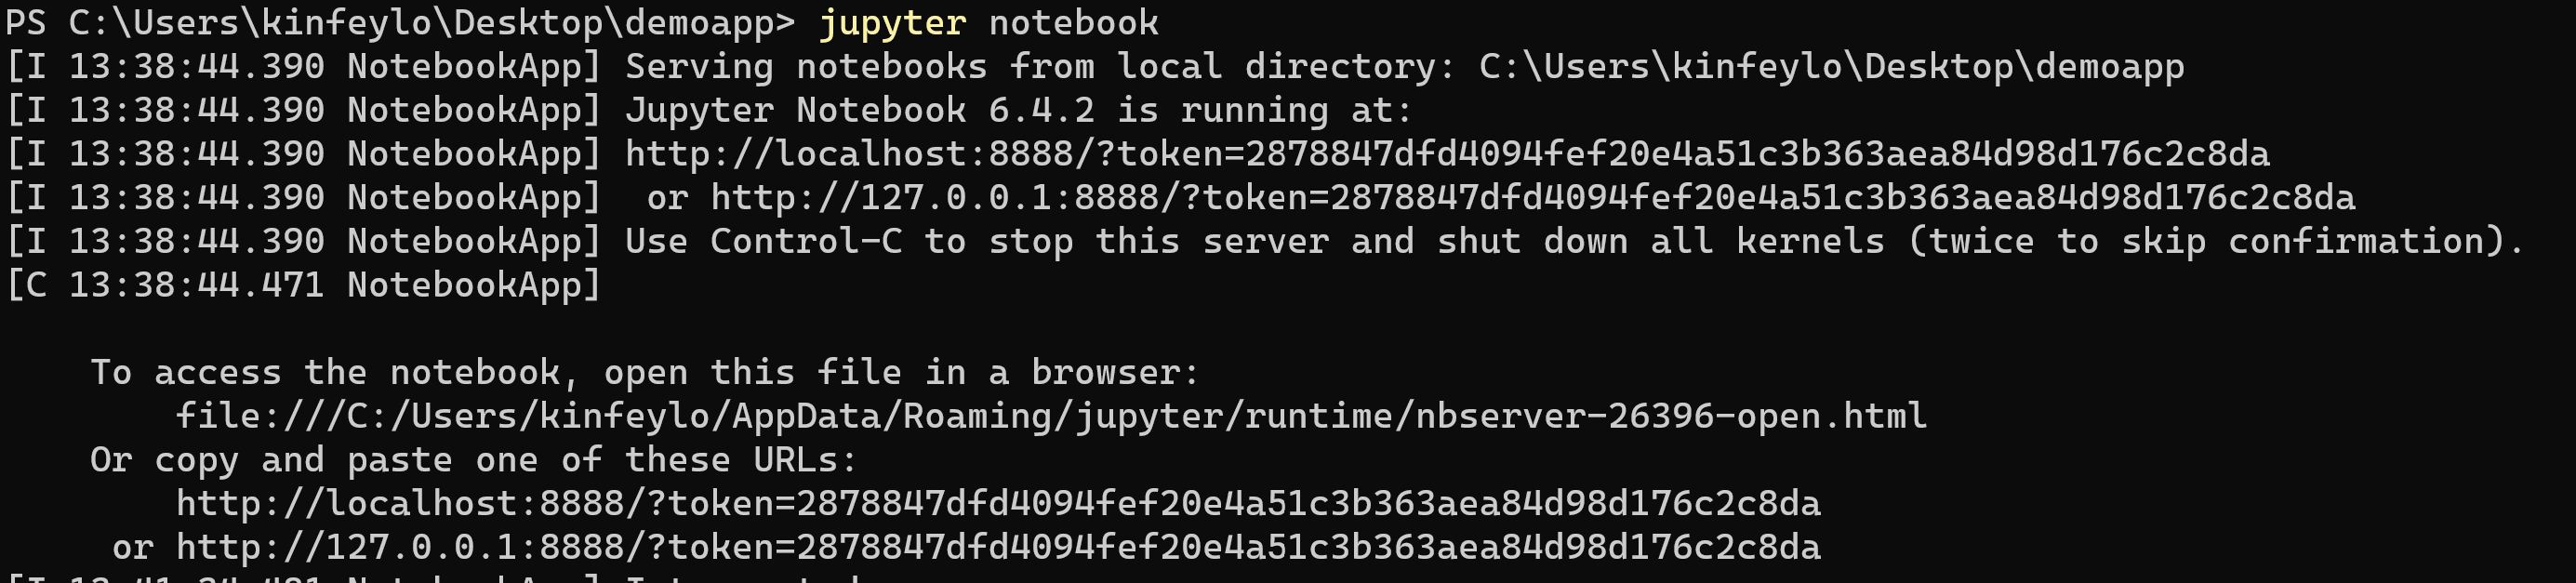 PS C:\Users\kinfeylo\Desktop\demoapp> jupyter notebook
[I 13:38:44.390 NotebookApp] Serving notebooks from local directory: C:\Users\kinfeylo\Desktop\demoapp
[I 13:38:44.390 NotebookApp] Jupyter Notebook 6.4.2 is running at:
[I 13:38:44.390 NotebookApp] http://localhost:8888/?token=2878847dfd4094fef20e4a51c3b363aea84d98d176c2c8da
[I 13:38:44.390 NotebookApp]  or http://127.0.0.1:8888/?token=2878847dfd4094fef20e4a51c3b363aea84d98d176c2c8da
[I 13:38:44.390 NotebookApp] Use Control-C to stop this server and shut down all kernels (twice to skip confirmation).
[C 13:38:44.471 NotebookApp]
To access the notebook, open this file in a browser:
file:///C:/Users/kinfeylo/AppData/Roaming/jupyter/runtime/nbserver-26396-open.html
Or copy and paste one of these URLs:
http://localhost:8888/?token=2878847dfd4094fef20e4a51c3b363aea84d98d176c2c8da
or http://127.0.0.1:8888/?token=2878847dfd4094fef20e4a51c3b363aea84d98d176c2c8da